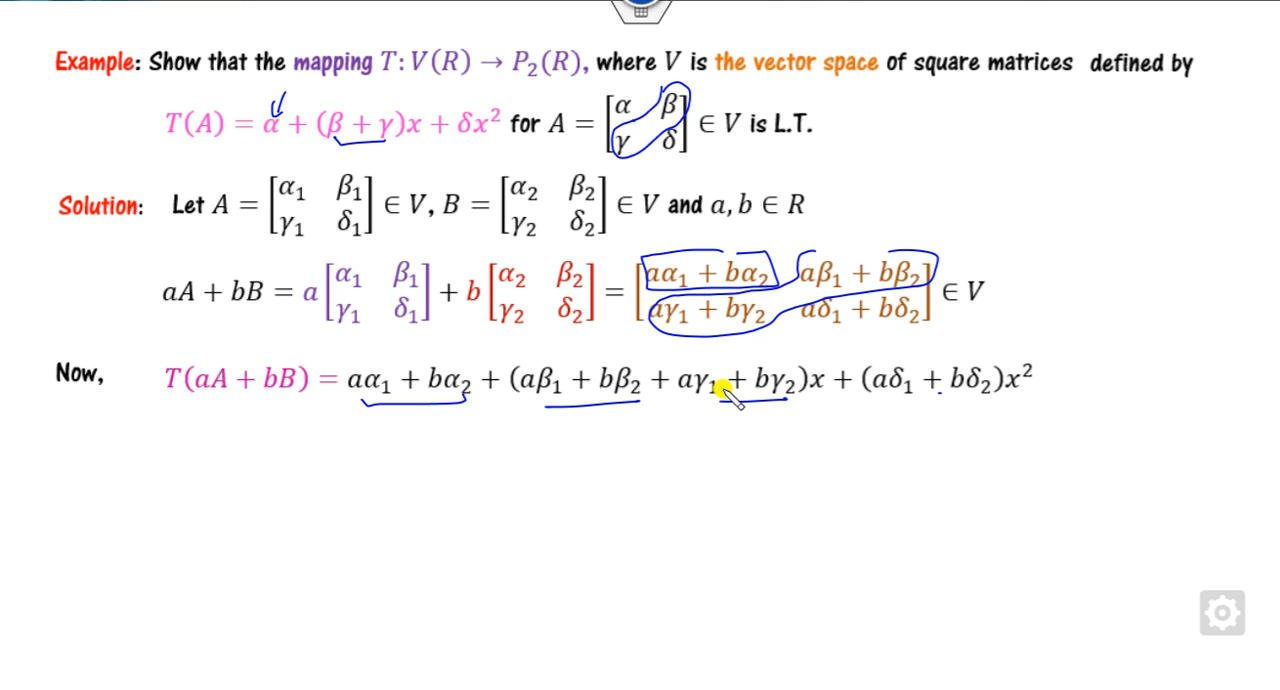 Example: Show that the mapping T: V(R) → P₂(R), where V is the vector space of square matrices defined by
T(A) = α + (β + γ)x + δx² for A = [α β; γ δ] ∈ V is L.T.
Solution: Let A = [α₁ β₁; γ₁ δ₁] ∈ V, B = [α₂ β₂; γ₂ δ₂] ∈ V and a, b ∈ R
aA + bB = a[α₁ β₁; γ₁ δ₁] + b[α₂ β₂; γ₂ δ₂] = [aα₁ + bα₂ aβ₁ + bβ₂; aγ₁ + bγ₂ aδ₁ + bδ₂] ∈ V
Now, T(aA + bB) = aα₁ + bα₂ + (aβ₁ + bβ₂ + aγ₁ + bγ₂)x + (aδ₁ + bδ₂)x²